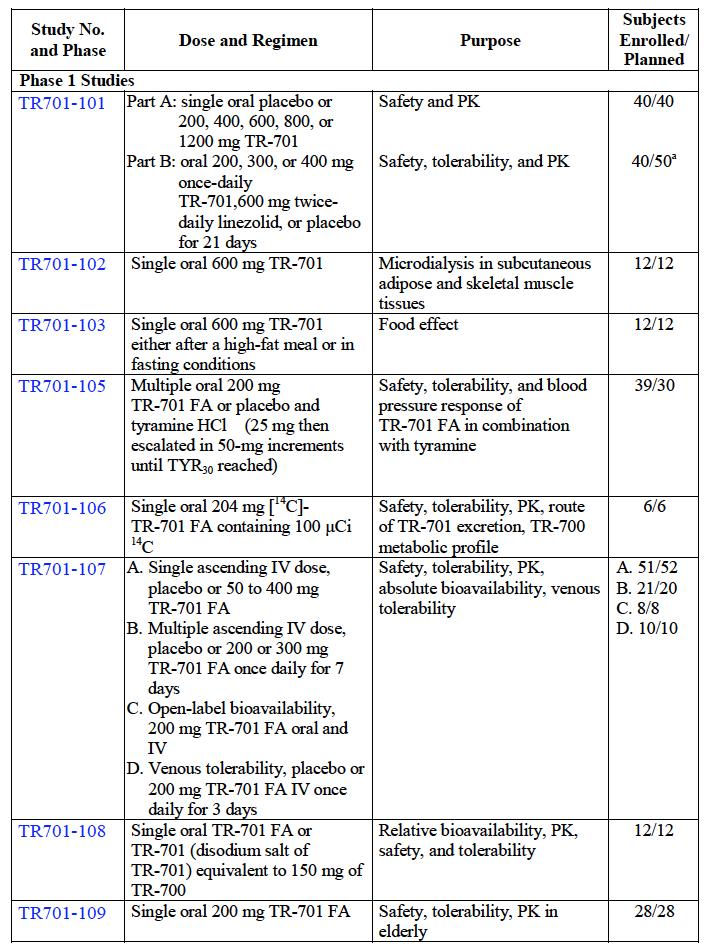 Study No.
and Phase
Dose and Regimen
Purpose
Subjects
Enrolled/
Planned
Phase 1 Studies
TR701-101
Part A: single oral placebo or
200, 400, 600, 800, or
1200 mg TR-701
Safety and PK
40/40
Part B: oral 200, 300, or 400 mg
once-daily
TR-701,600 mg twice-
daily linezolid, or placebo
for 21 days
Safety, tolerability, and PK
40/50a
TR701-102
Single oral 600 mg TR-701
Microdialysis in subcutaneous
adipose and skeletal muscle
tissues
12/12
TR701-103
Single oral 600 mg TR-701
either after a high-fat meal or in
fasting conditions
Food effect
12/12
TR701-105
Multiple oral 200 mg
TR-701 FA or placebo and
tyramine HCl (25 mg then
escalated in 50-mg increments
until TYR30 reached)
Safety, tolerability, and blood
pressure response of
TR-701 FA in combination
with tyramine
39/30
TR701-106
Single oral 204 mg [14C]-
TR-701 FA containing 100 μCi
14C
Safety, tolerability, PK, route
of TR-701 excretion, TR-700
metabolic profile
6/6
TR701-107
A. Single ascending IV dose,
placebo or 50 to 400 mg
TR-701 FA
B. Multiple ascending IV dose,
placebo or 200 or 300 mg
TR-701 FA once daily for 7
days
C. Open-label bioavailability,
200 mg TR-701 FA oral and
IV
D. Venous tolerability, placebo or
200 mg TR-701 FA IV once
daily for 3 days
Safety, tolerability, PK,
absolute bioavailability, venous
tolerability
A. 51/52
B. 21/20
C. 8/8
D. 10/10
TR701-108
Single oral TR-701 FA or
TR-701 (disodium salt of
TR-701) equivalent to 150 mg of
TR-700
Relative bioavailability, PK,
safety, and tolerability
12/12
TR701-109
Single oral 200 mg TR-701 FA
Safety, tolerability, PK in
elderly
28/28